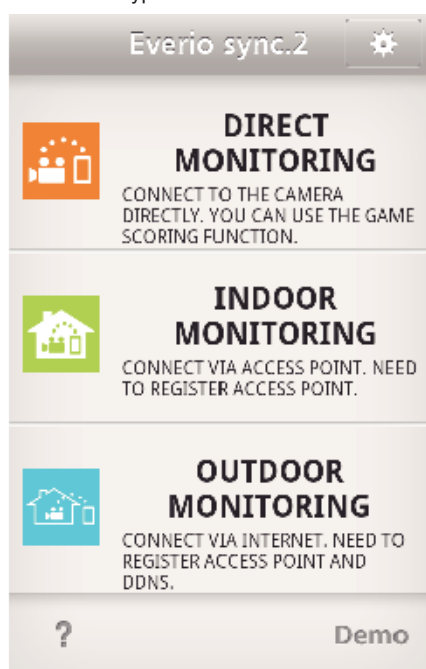 Everio sync.2
DIRECT
MONITORING
CONNECT TO THE CAMERA
DIRECTLY. YOU CAN USE THE GAME
SCORING FUNCTION.
INDOOR
MONITORING
CONNECT VIA ACCESS POINT. NEED
TO REGISTER ACCESS POINT.
OUTDOOR
MONITORING
CONNECT VIA INTERNET. NEED TO
REGISTER ACCESS POINT AND
DDNS.
? Demo